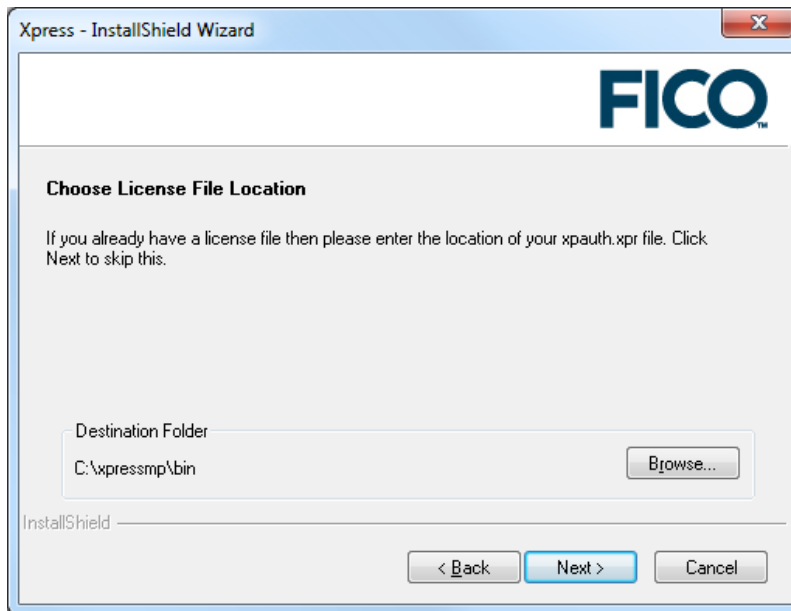 Xpress - InstallShield Wizard
FICO™
Choose License File Location
If you already have a license file then please enter the location of your xpauth.xpr file. Click
Next to skip this.
Destination Folder
C:\xpressmp\bin
Browse...
InstallShield
< Back
Next >
Cancel